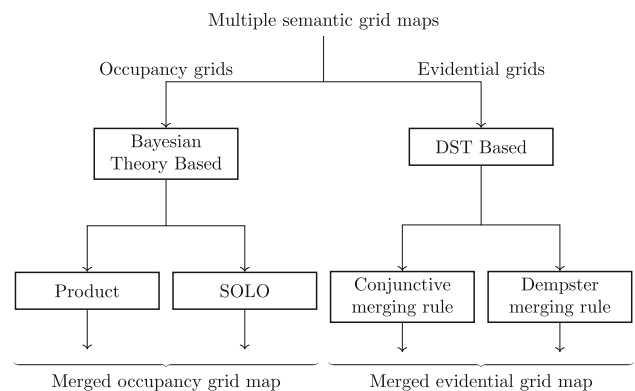 Multiple semantic grid maps
Occupancy grids
Evidential grids
Bayesian
Theory Based
DST Based
Product
SOLO
Conjunctive
merging rule
Dempster
merging rule
Merged occupancy grid map
Merged evidential grid map